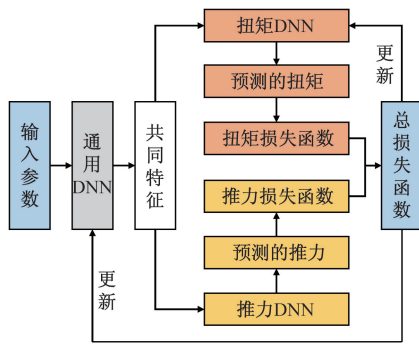 扭矩DNN
更新
预测的扭矩
输入参数
通用
DNN
共同特征
扭矩损失函数
总损失函数
推力损失函数
预测的推力
更新
推力DNN